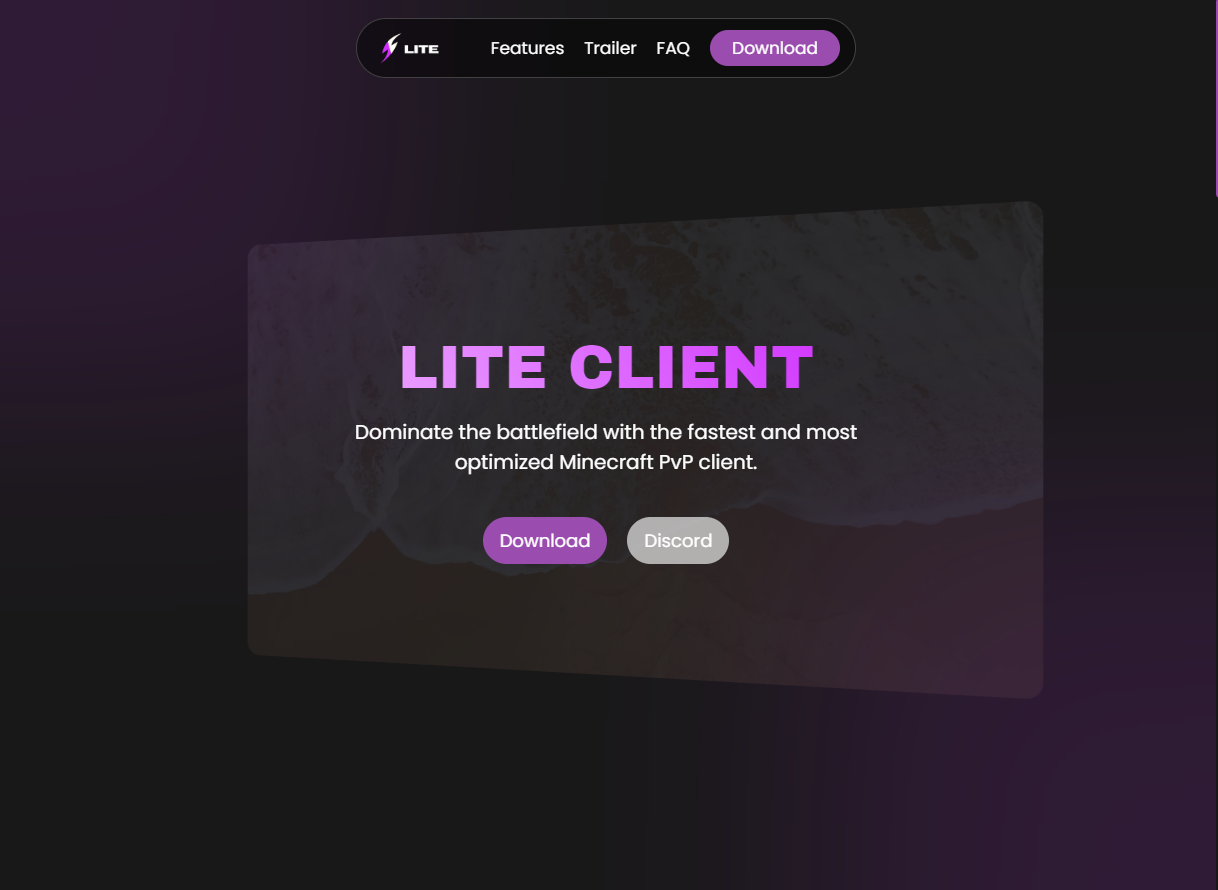 LITE Features Trailer FAQ Download
LITE CLIENT
Dominate the battlefield with the fastest and most
optimized Minecraft PvP client.
Download Discord